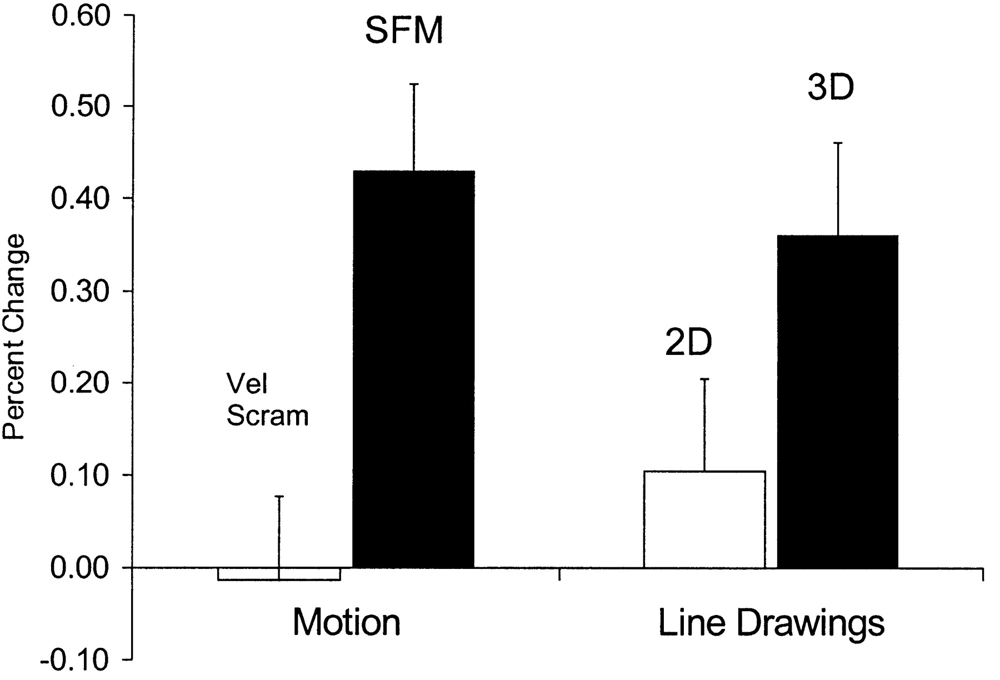 0.60
SFM
3D
0.50
0.40
Percent Change
0.30
2D
0.20
Vel
Scram
0.10
0.00
Motion
Line Drawings
-0.10